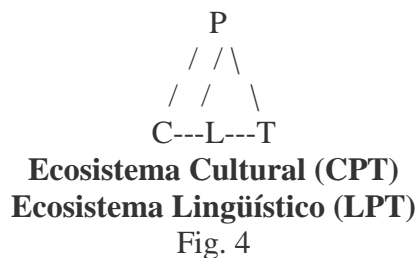 P
/ / \
/ / \
/ / \
C---L---T
Ecosistema Cultural (CPT)
Ecosistema Lingüístico (LPT)
Fig. 4